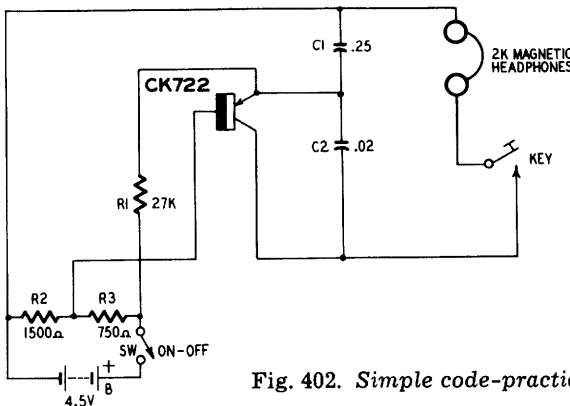 C1 .25
2K MAGNETIC
HEADPHONES
CK722
C2 .02
KEY
R1 27K
R2
1500Ω
R3
750Ω
SW ON-OFF
+
B
4.5V
Fig. 402. Simple code-practic